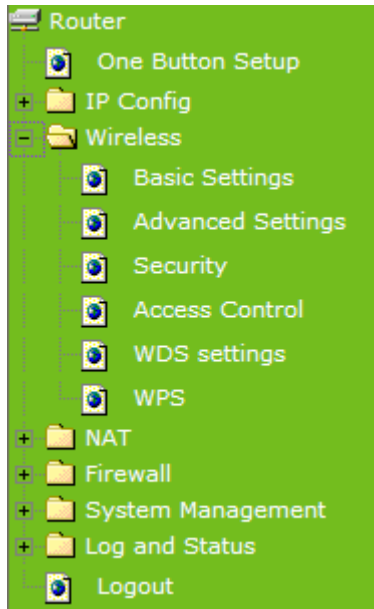 Router
One Button Setup
IP Config
Wireless
Basic Settings
Advanced Settings
Security
Access Control
WDS settings
WPS
NAT
Firewall
System Management
Log and Status
Logout